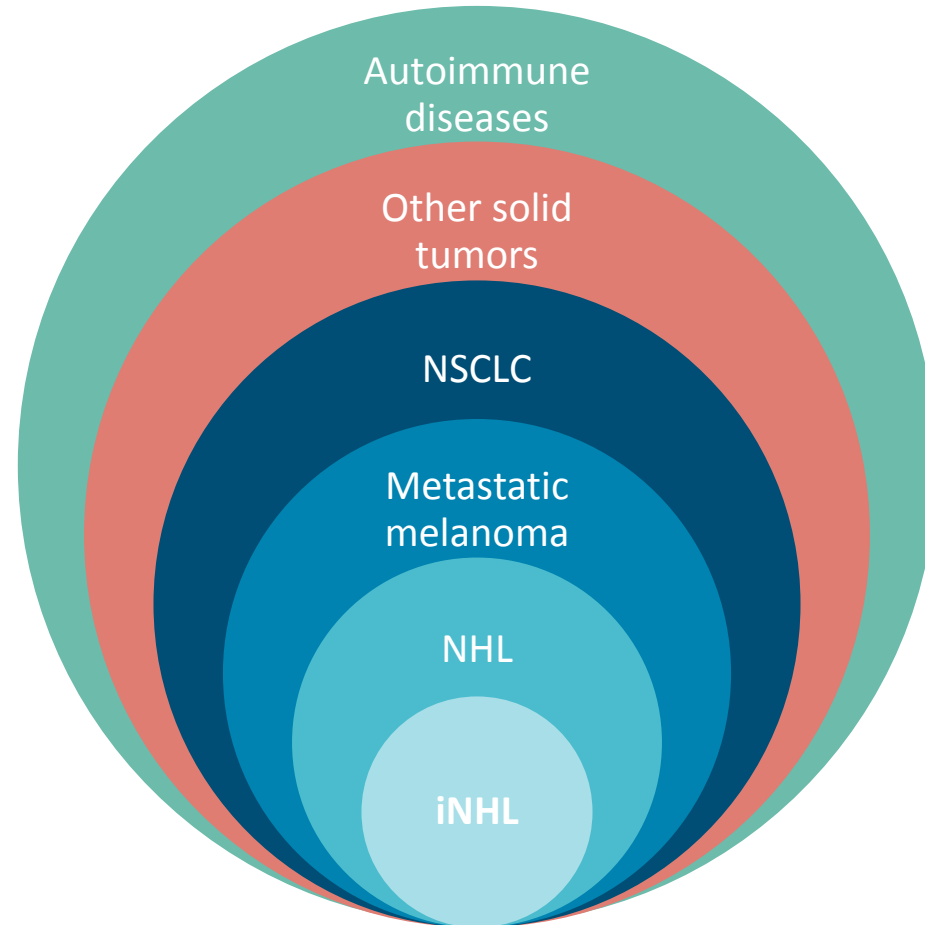 Autoimmune
diseases
Other solid
tumors
NSCLC
Metastatic
melanoma
NHL
iNHL